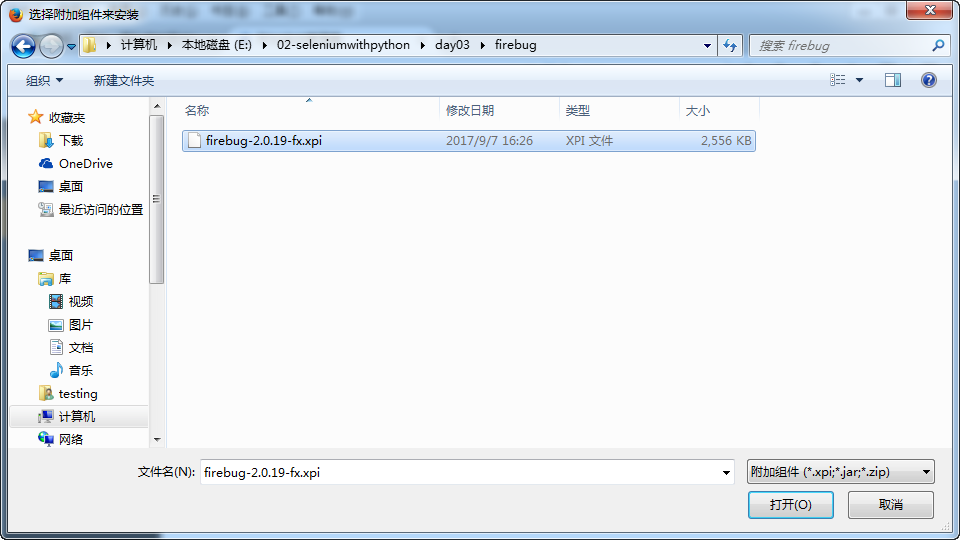 选择附加组件来安装
计算机 本地磁盘 (E:) 02-seleniumwithpython day03 firebug
搜索 firebug
组织 新建文件夹
名称 修改日期 类型 大小
firebug-2.0.19-fx.xpi 2017/9/7 16:26 XPI 文件 2,556 KB
收藏夹
下载
OneDrive
桌面
最近访问的位置
桌面
库
视频
图片
文档
音乐
testing
计算机
网络
文件名(N): firebug-2.0.19-fx.xpi 附加组件 (*.xpi;*.jar;*.zip)
打开(O) 取消